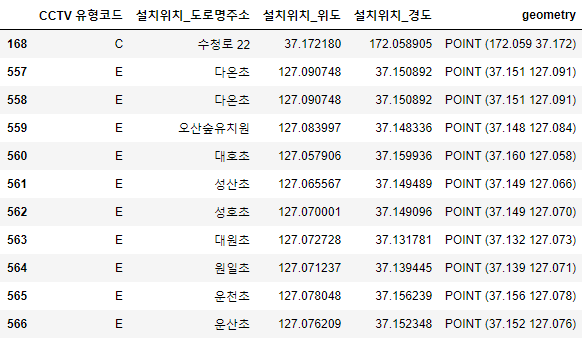 CCTV 유형코드 설치위치_도로명주소 설치위치_위도 설치위치_경도 geometry
168 C 수청로 22 37.172180 172.058905 POINT (172.059 37.172)
557 E 다온초 127.090748 37.150892 POINT (37.151 127.091)
558 E 다온초 127.090748 37.150892 POINT (37.151 127.091)
559 E 오산숲유치원 127.083997 37.148336 POINT (37.148 127.084)
560 E 대호초 127.057906 37.159936 POINT (37.160 127.058)
561 E 성산초 127.065567 37.149489 POINT (37.149 127.066)
562 E 성호초 127.070001 37.149096 POINT (37.149 127.070)
563 E 대원초 127.072728 37.131781 POINT (37.132 127.073)
564 E 원일초 127.071237 37.139445 POINT (37.139 127.071)
565 E 운천초 127.078048 37.156239 POINT (37.156 127.078)
566 E 운산초 127.076209 37.152348 POINT (37.152 127.076)